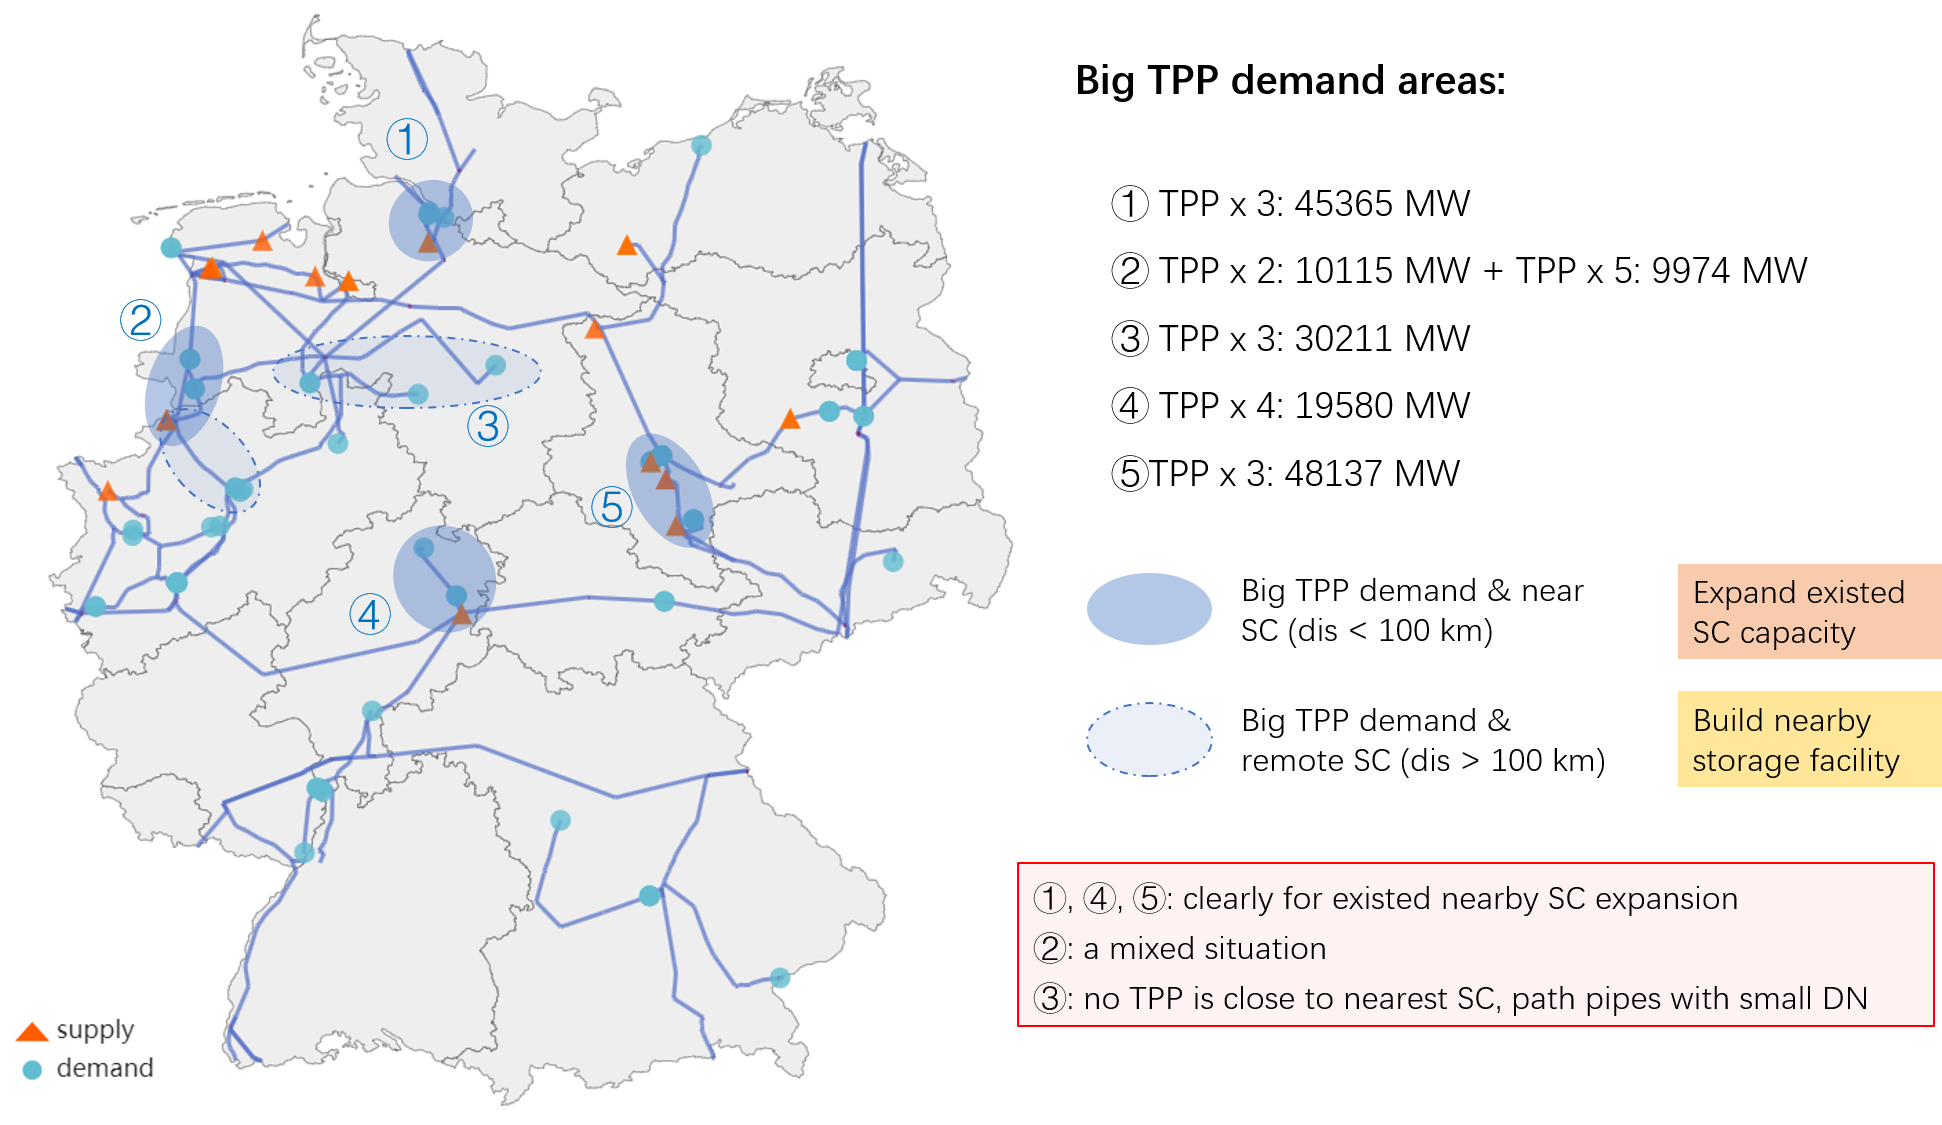 Big TPP demand areas:
① TPP x 3: 45365 MW
② TPP x 2: 10115 MW + TPP x 5: 9974 MW
③ TPP x 3: 30211 MW
④ TPP x 4: 19580 MW
⑤TPP x 3: 48137 MW
Big TPP demand & near
SC (dis < 100 km)
Expand existed
SC capacity
Big TPP demand &
remote SC (dis > 100 km)
Build nearby
storage facility
①, ④, ⑤: clearly for existed nearby SC expansion
②: a mixed situation
③: no TPP is close to nearest SC, path pipes with small DN
①
②
③
⑤
④
supply
demand